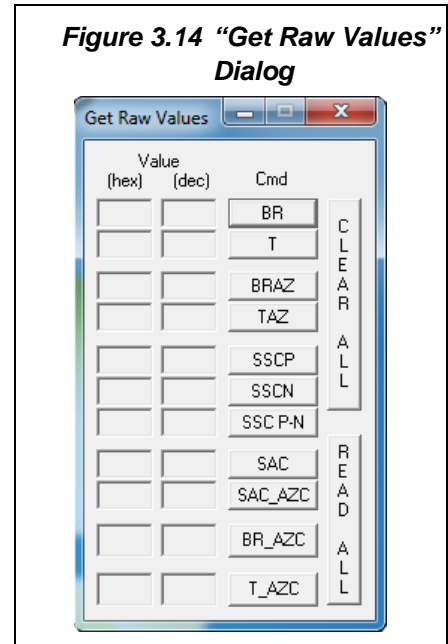 Figure 3.14 “Get Raw Values”
Dialog
Get Raw Values
Value
(hex) (dec) Cmd
BR
T
BRAZ
TAZ
SSCP
SSCN
SSC P-N
SAC
SAC_AZC
BR_AZC
T_AZC
CLEAR ALL
READ ALL